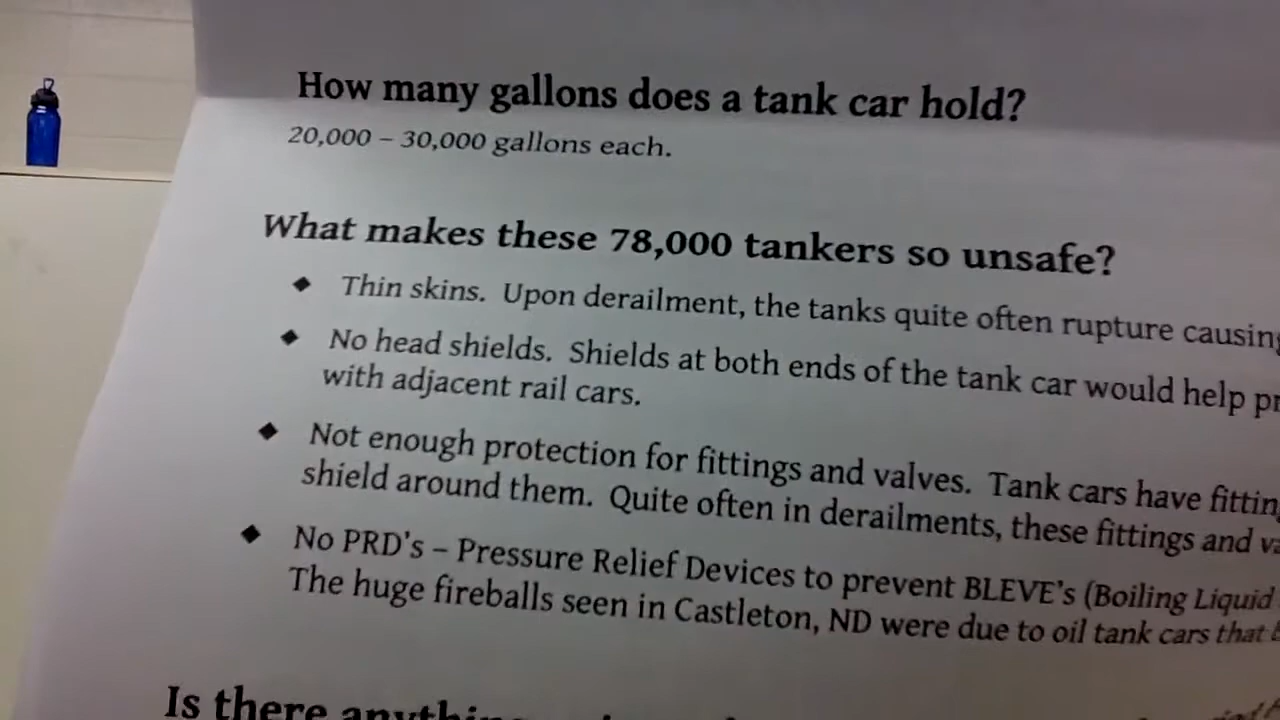 How many gallons does a tank car hold?
20,000 – 30,000 gallons each.
What makes these 78,000 tankers so unsafe?
◆ Thin skins. Upon derailment, the tanks quite often rupture causing
◆ No head shields. Shields at both ends of the tank car would help
with adjacent rail cars.
◆ Not enough protection for fittings and valves. Tank cars have
shield around them. Quite often in derailments, these fittings and
◆ No PRD's – Pressure Relief Devices to prevent BLEVE's (Boiling Liquid
The huge fireballs seen in Castleton, ND were due to oil tank cars that
Is there